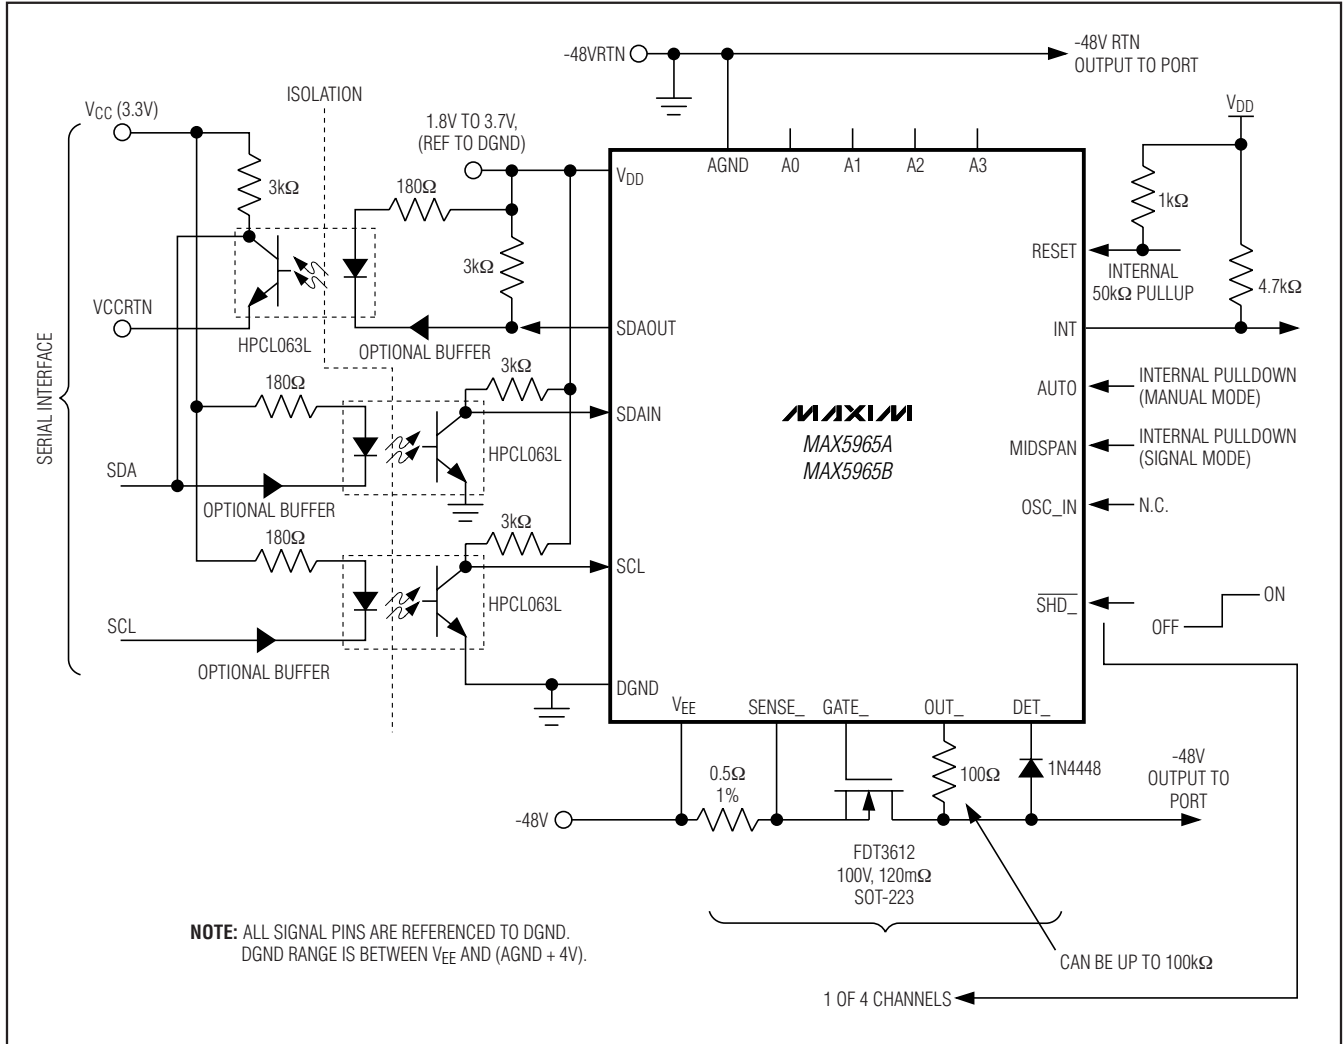 -48VRTN
-48V RTN
OUTPUT TO PORT
ISOLATION
VCC (3.3V)
1.8V TO 3.7V,
(REF TO DGND)
VDD
AGND
A0
A1
A2
A3
VDD
180Ω
3kΩ
1kΩ
3kΩ
RESET
INTERNAL
50kΩ PULLUP
4.7kΩ
VCCRTN
HPCL063L
OPTIONAL BUFFER
SDAOUT
INT
SERIAL INTERFACE
180Ω
3kΩ
SDAIN
AUTO
INTERNAL PULLDOWN
(MANUAL MODE)
MAXIM
MAX5965A
MAX5965B
HPCL063L
MIDSPAN
INTERNAL PULLDOWN
(SIGNAL MODE)
SDA
OPTIONAL BUFFER
OSC_IN
N.C.
180Ω
3kΩ
SCL
HPCL063L
SHD_
ON
OFF
SCL
OPTIONAL BUFFER
DGND
VEE
SENSE_
GATE_
OUT_
DET_
0.5Ω
1%
100Ω
1N4448
-48V
OUTPUT TO
PORT
-48V
FDT3612
100V, 120mΩ
SOT-223
NOTE: ALL SIGNAL PINS ARE REFERENCED TO DGND.
DGND RANGE IS BETWEEN VEE AND (AGND + 4V).
CAN BE UP TO 100kΩ
1 OF 4 CHANNELS